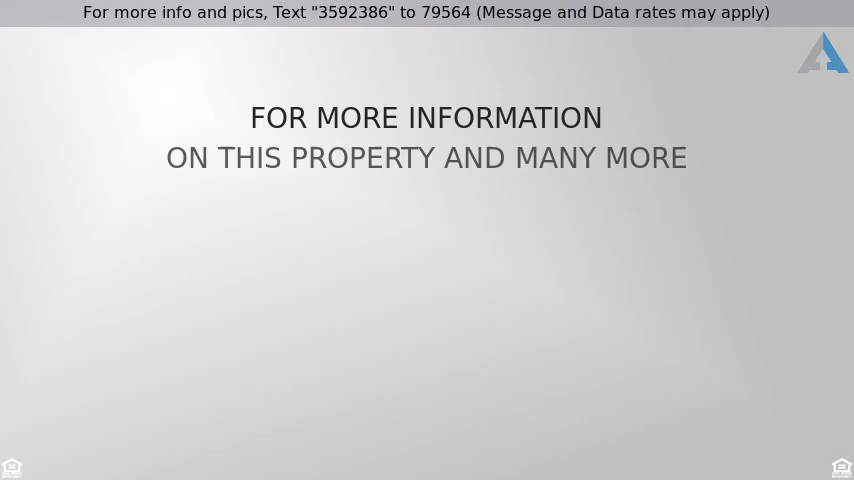 For more info and pics, Text "3592386" to 79564 (Message and Data rates may apply)
FOR MORE INFORMATION
ON THIS PROPERTY AND MANY MORE